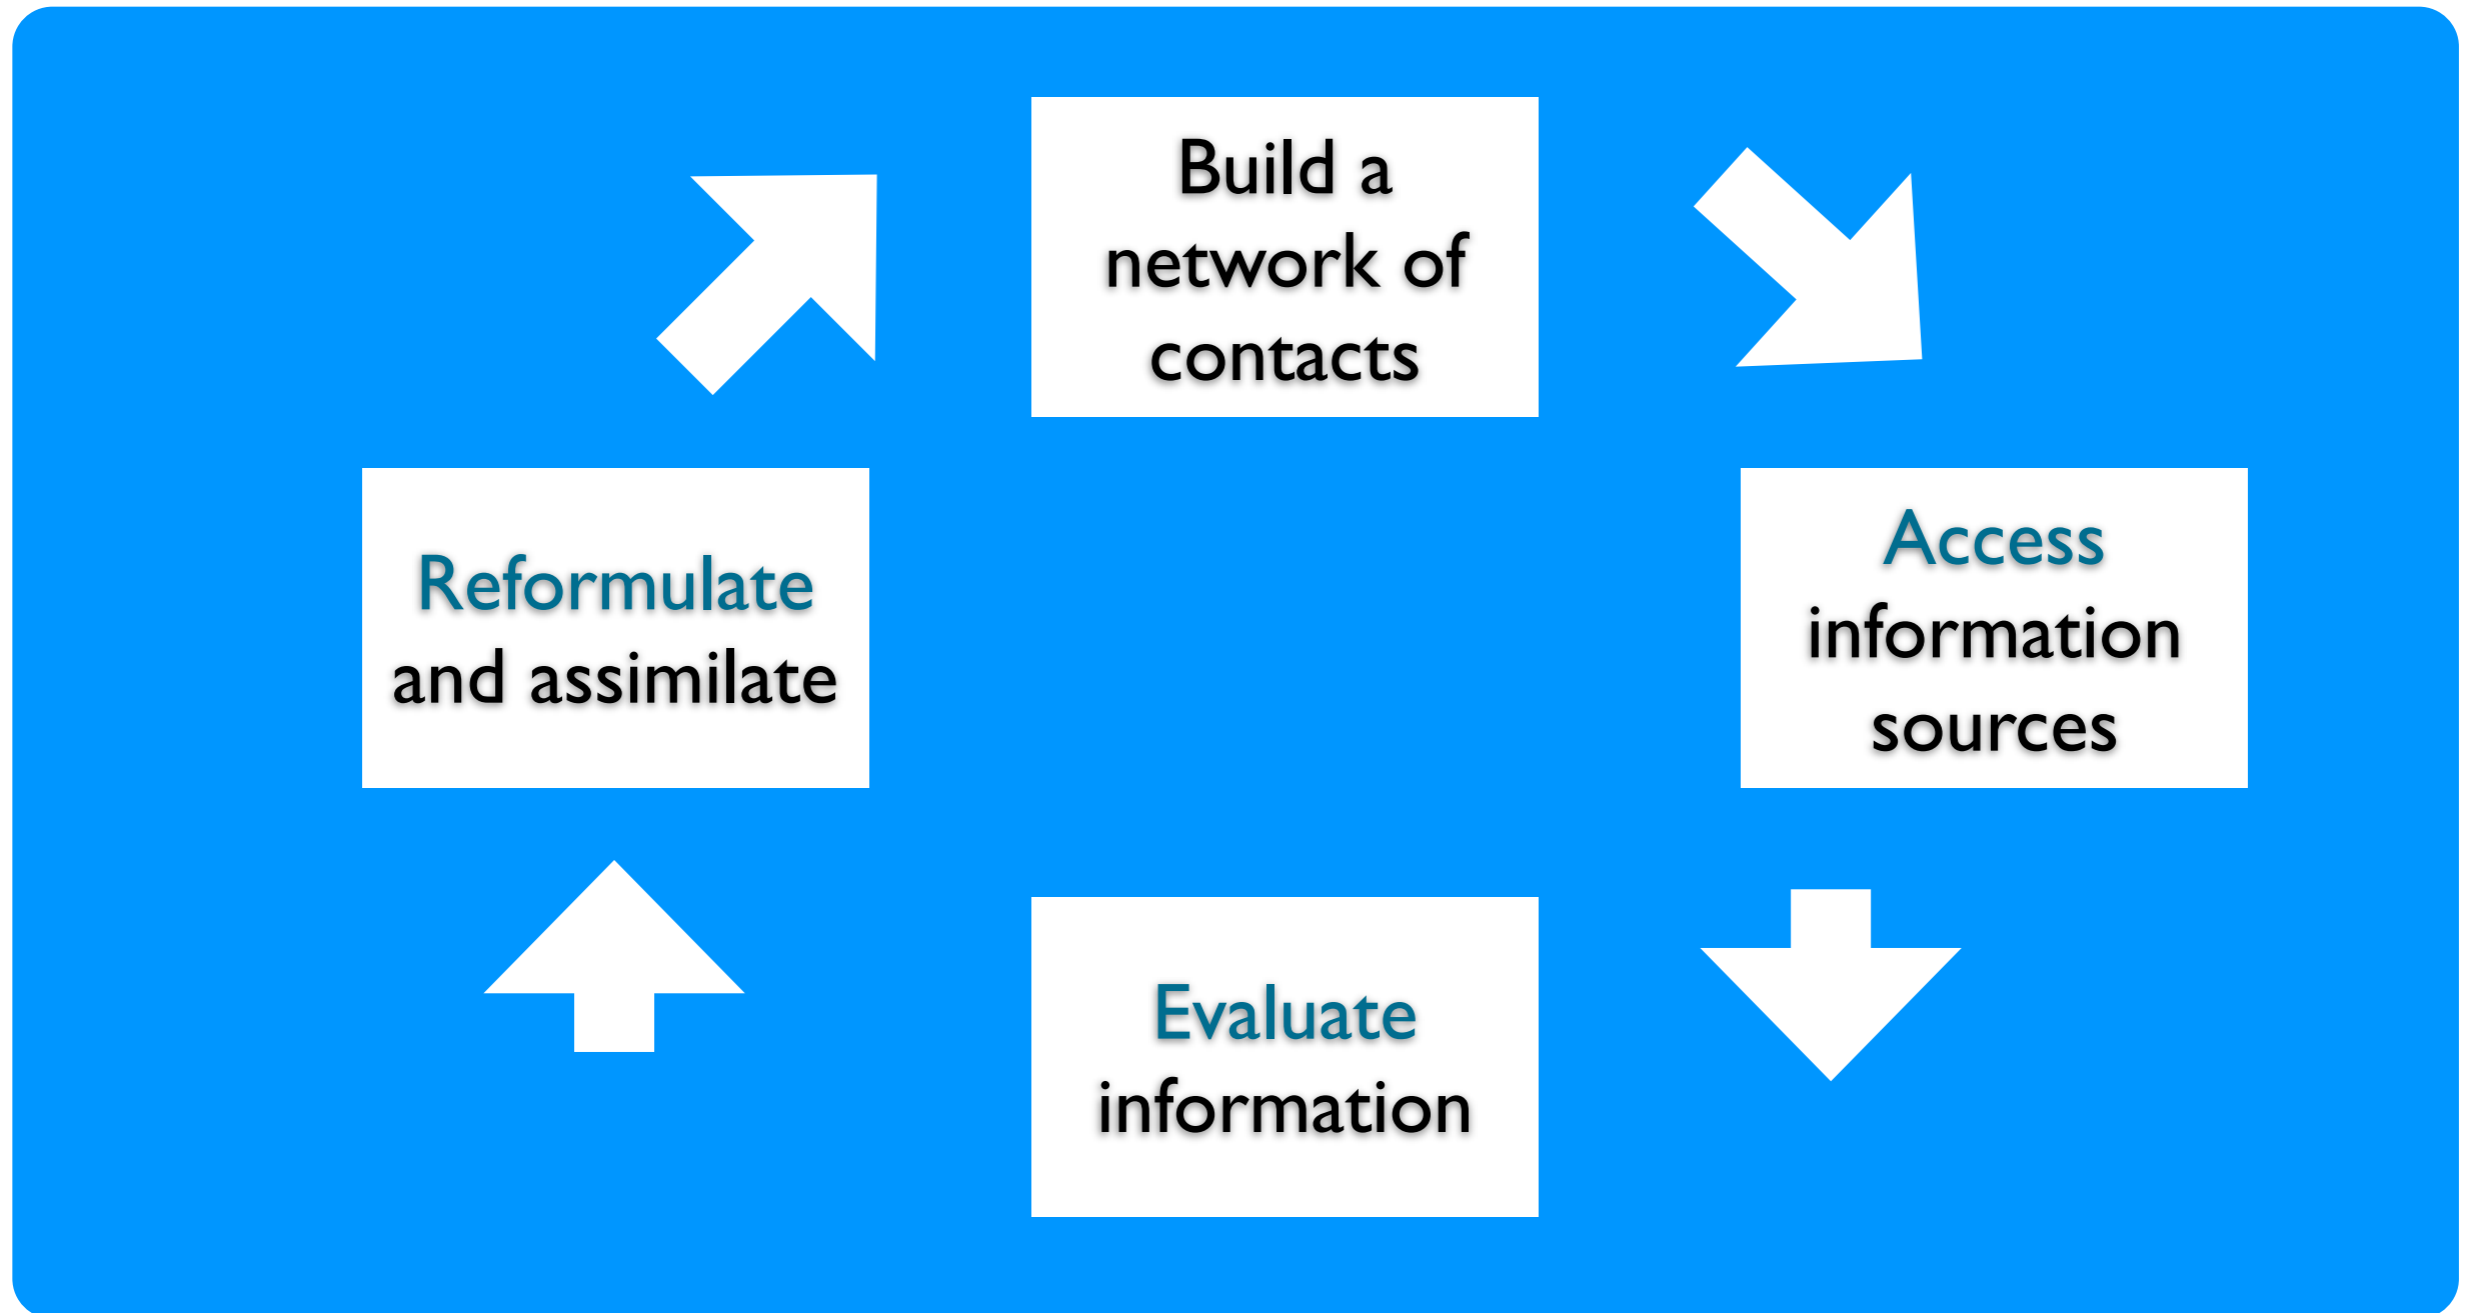 Build a
network of
contacts
Access
information
sources
Evaluate
information
Reformulate
and assimilate